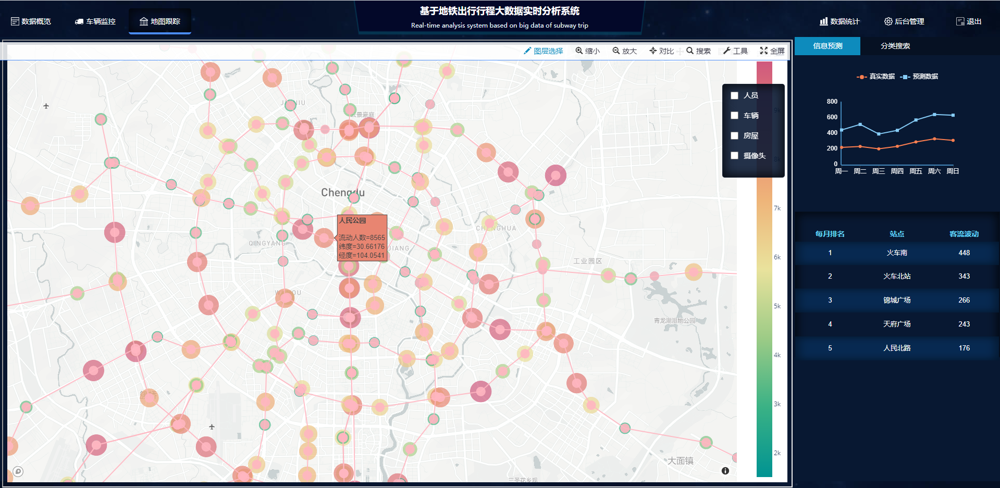 基于地铁出行行程大数据实时分析系统
Real-time analysis system based on big data of subway trip
数据概览
车辆监控
地图跟踪
数据统计
后台管理
退出
图层选择
缩小
放大
对比
搜索
工具
全屏
信息预测
分类搜索
人员
车辆
房屋
摄像头
真实数据
预测数据
800
600
400
200
0
周一 周二 周三 周四 周五 周六 周日
9k
8k
7k
6k
5k
4k
3k
2k
Chengdu
人民公园
流动人数=8565
纬度=30.66176
经度=104.0541
QINGYANG
JIANG
工业园区
青龙湖湿地公园
大面镇
三圣花乡观
景豪庭
每月排名 站点 客流波动
1 火车南 448
2 火车北站 343
3 锦城广场 266
4 天府广场 243
5 人民北路 176